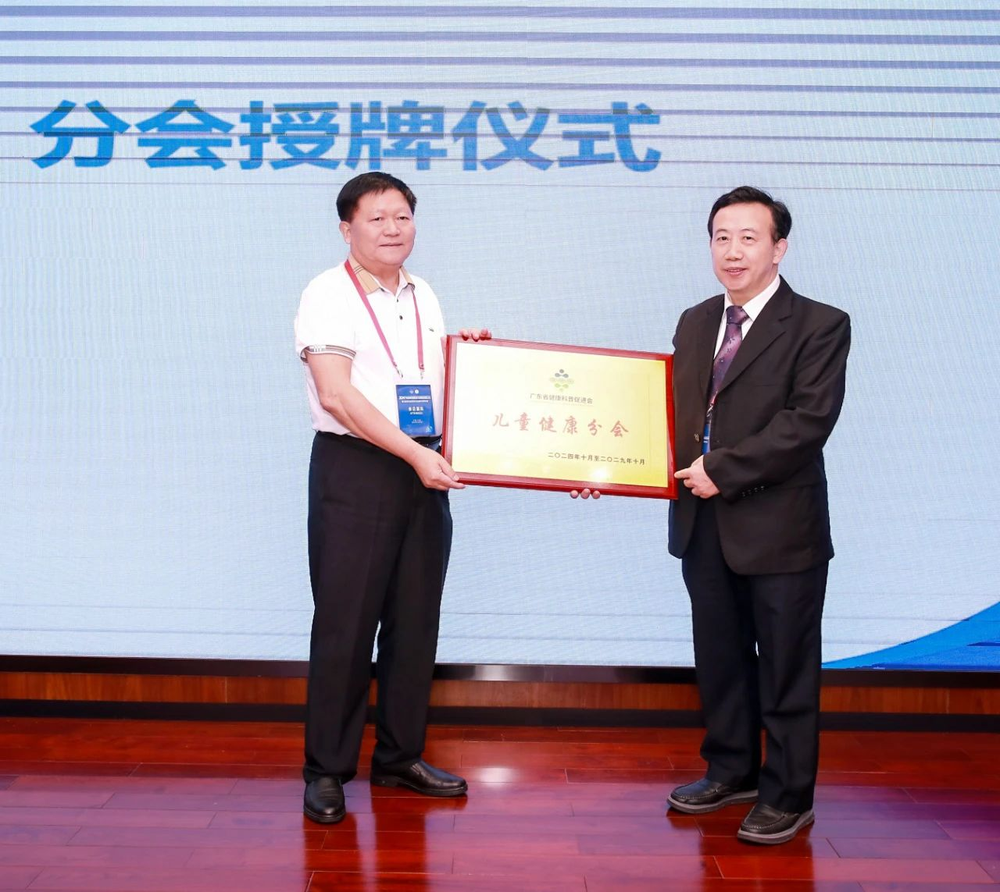 分会授牌仪式
广东省健康科普促进会
儿童健康分会
二〇二四年十月至二〇二九年十月